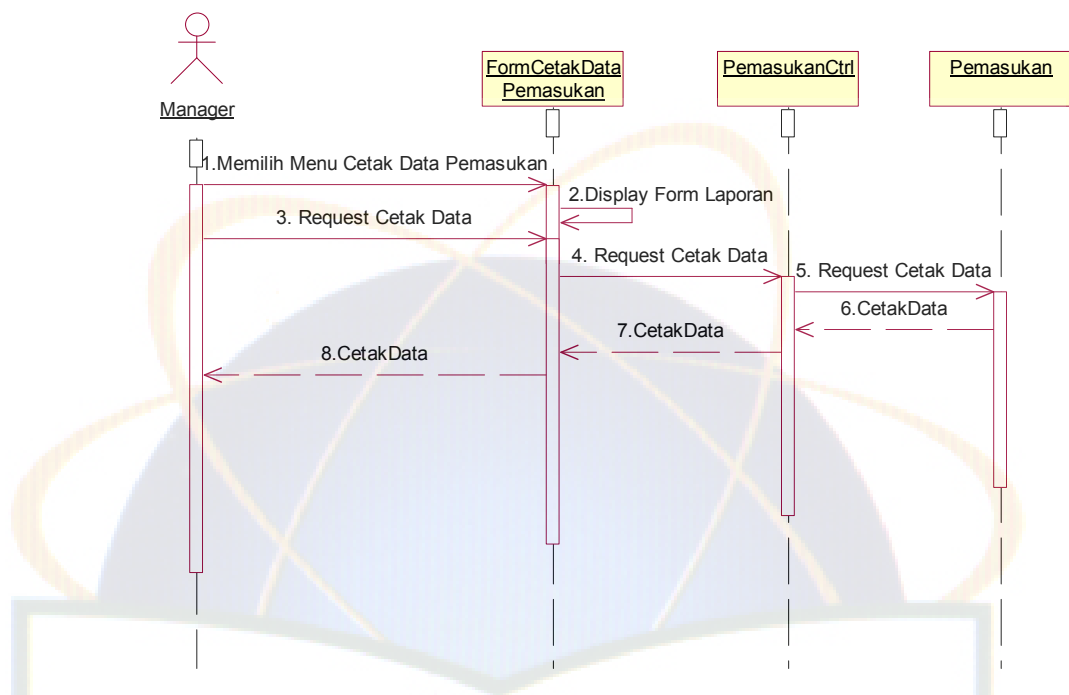 FormCetakData
Pemasukan
PemasukanCtrl
Pemasukan
Manager
1.Memilih Menu Cetak Data Pemasukan
2.Display Form Laporan
3. Request Cetak Data
4. Request Cetak Data
5. Request Cetak Data
6.CetakData
7.CetakData
8.CetakData